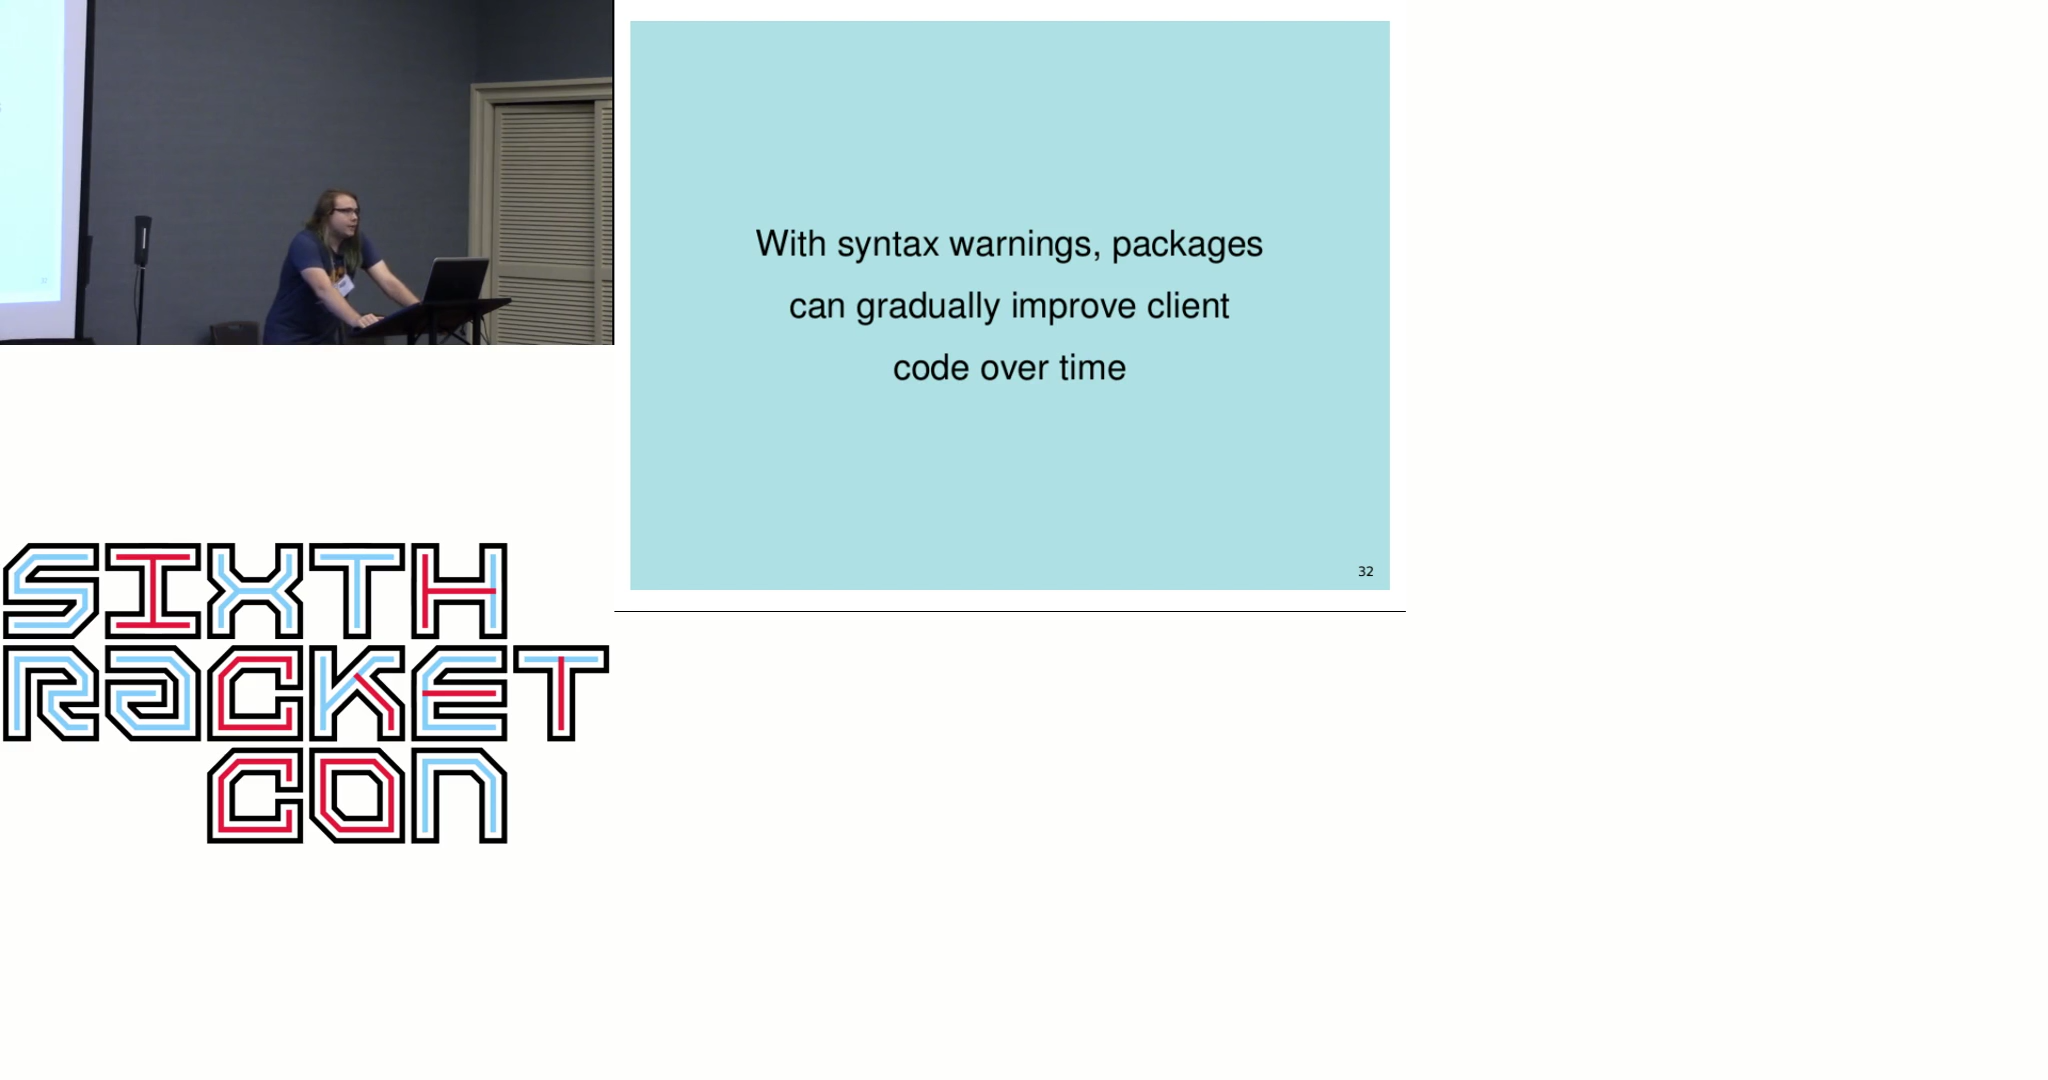 With syntax warnings, packages
can gradually improve client
code over time
32
SIXTH
RACKET
CON